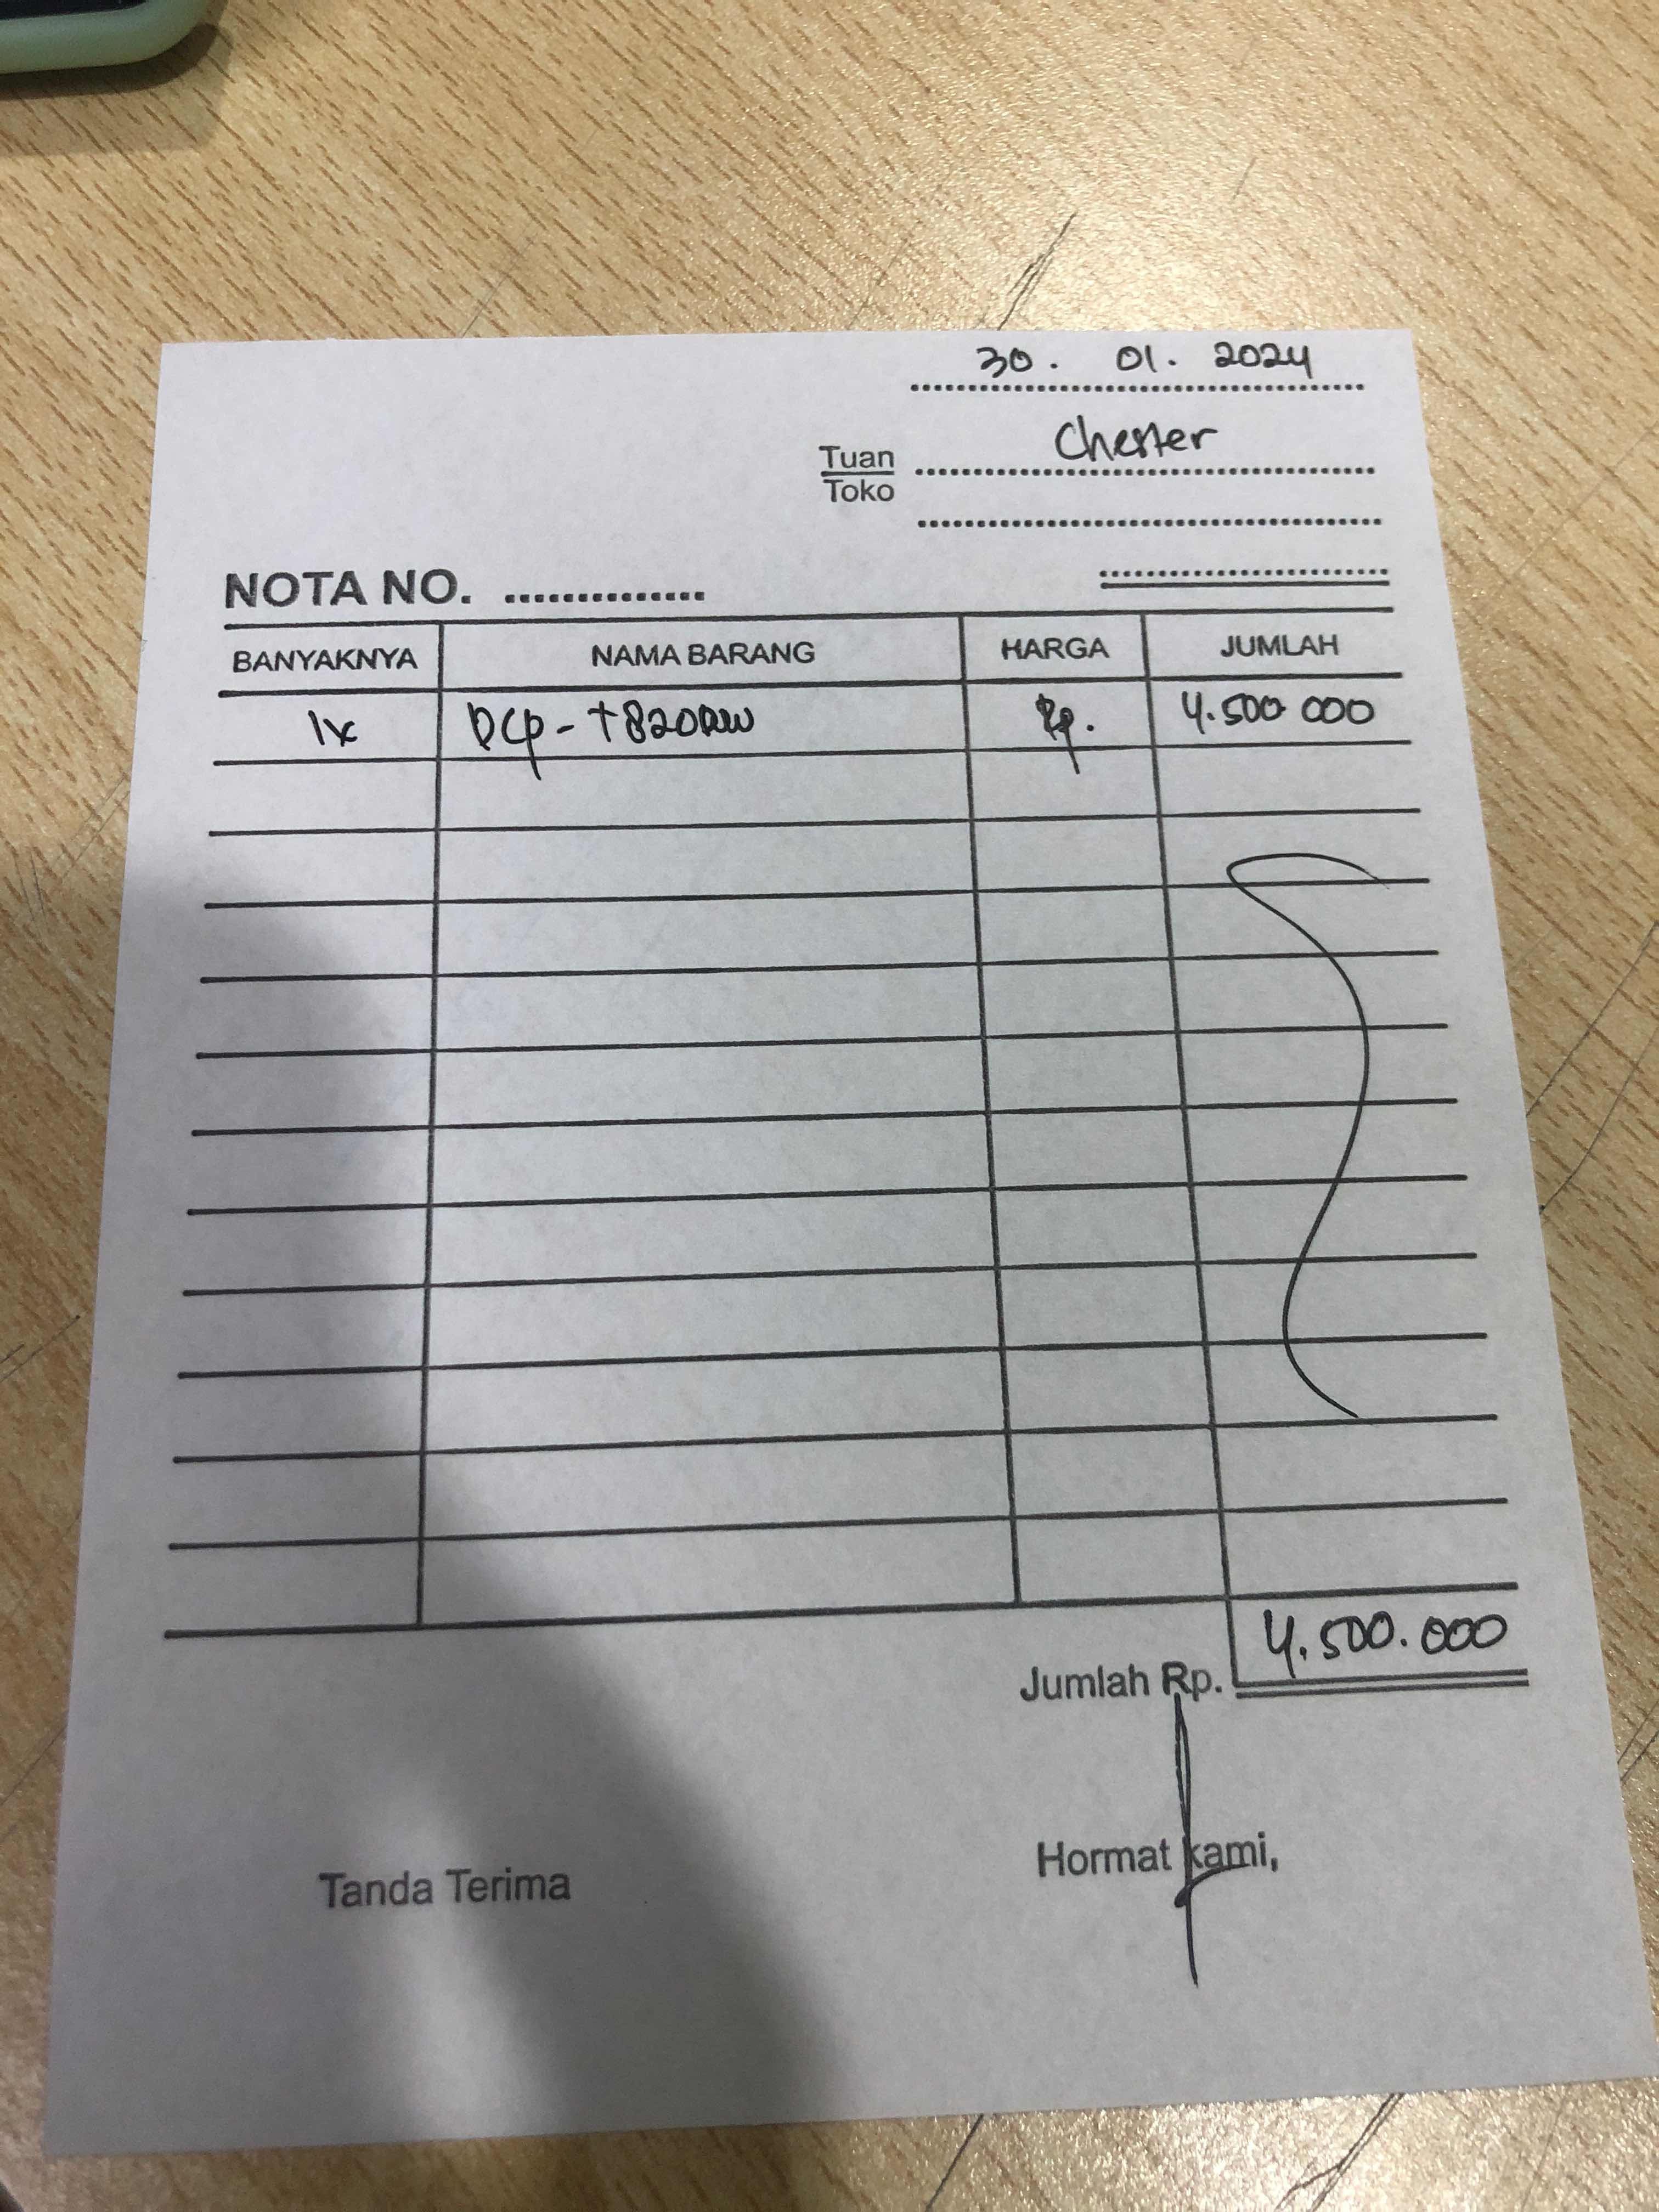 30. 01. 2024
Tuan Chester
Toko
NOTA NO. ..............
BANYAKNYA NAMA BARANG HARGA JUMLAH
1x DCP-T820DW Rp. 4.500 000
4.500.000
Jumlah Rp.
Tanda Terima Hormat kami,